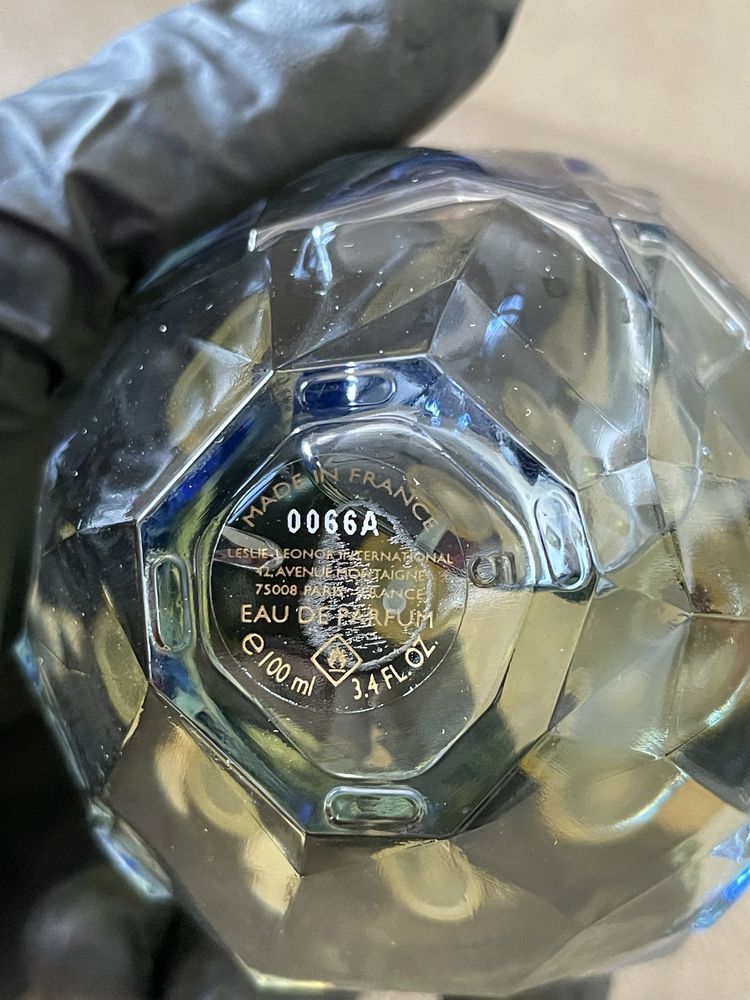 MADE IN FRANCE
0066A
LESLIE-LEONOR INTERNATIONAL
42, AVENUE MONTAIGNE
75008 PARIS - FRANCE
EAU DE PARFUM
e 100 ml 3.4 FL. OZ.
5